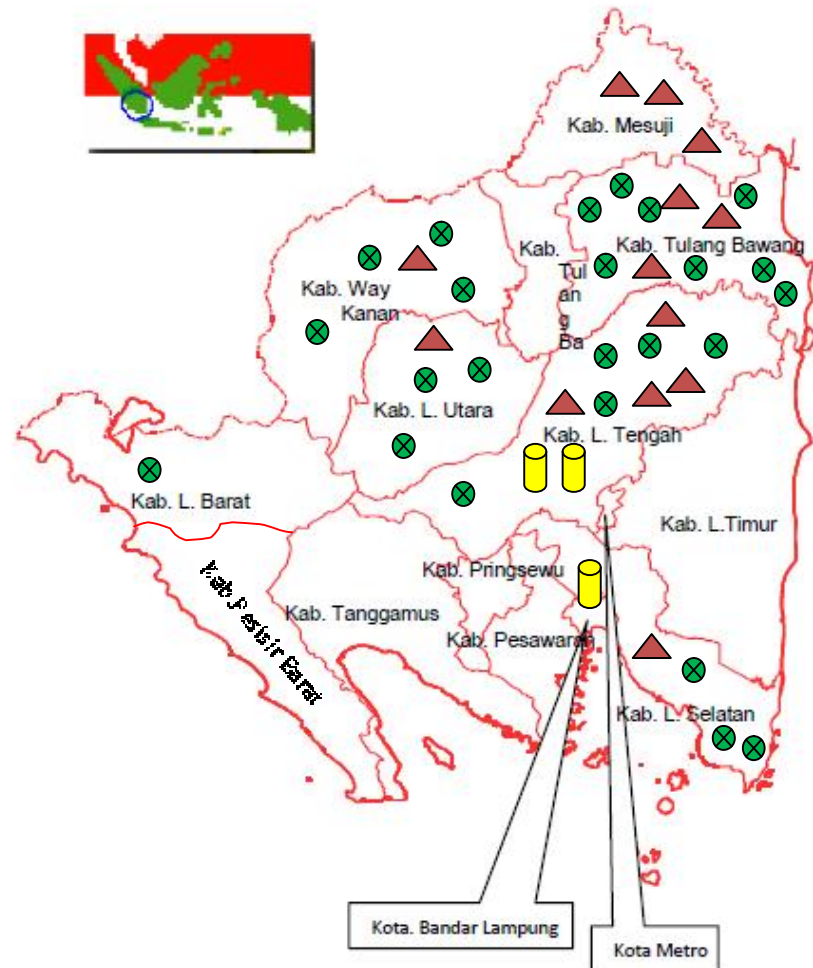 Kab. Mesuji
Kab. Tulang Bawang
Kab.
Tul
an
g
Ba
Kab. Way
Kanan
Kab. L. Utara
Kab. L. Tengah
Kab. L. Barat
Kab. L.Timur
Kab. Pringsewu
Kab. Pesisir Barat
Kab. Tanggamus
Kab. Pesawaran
Kab. L. Selatan
Kota. Bandar Lampung
Kota Metro